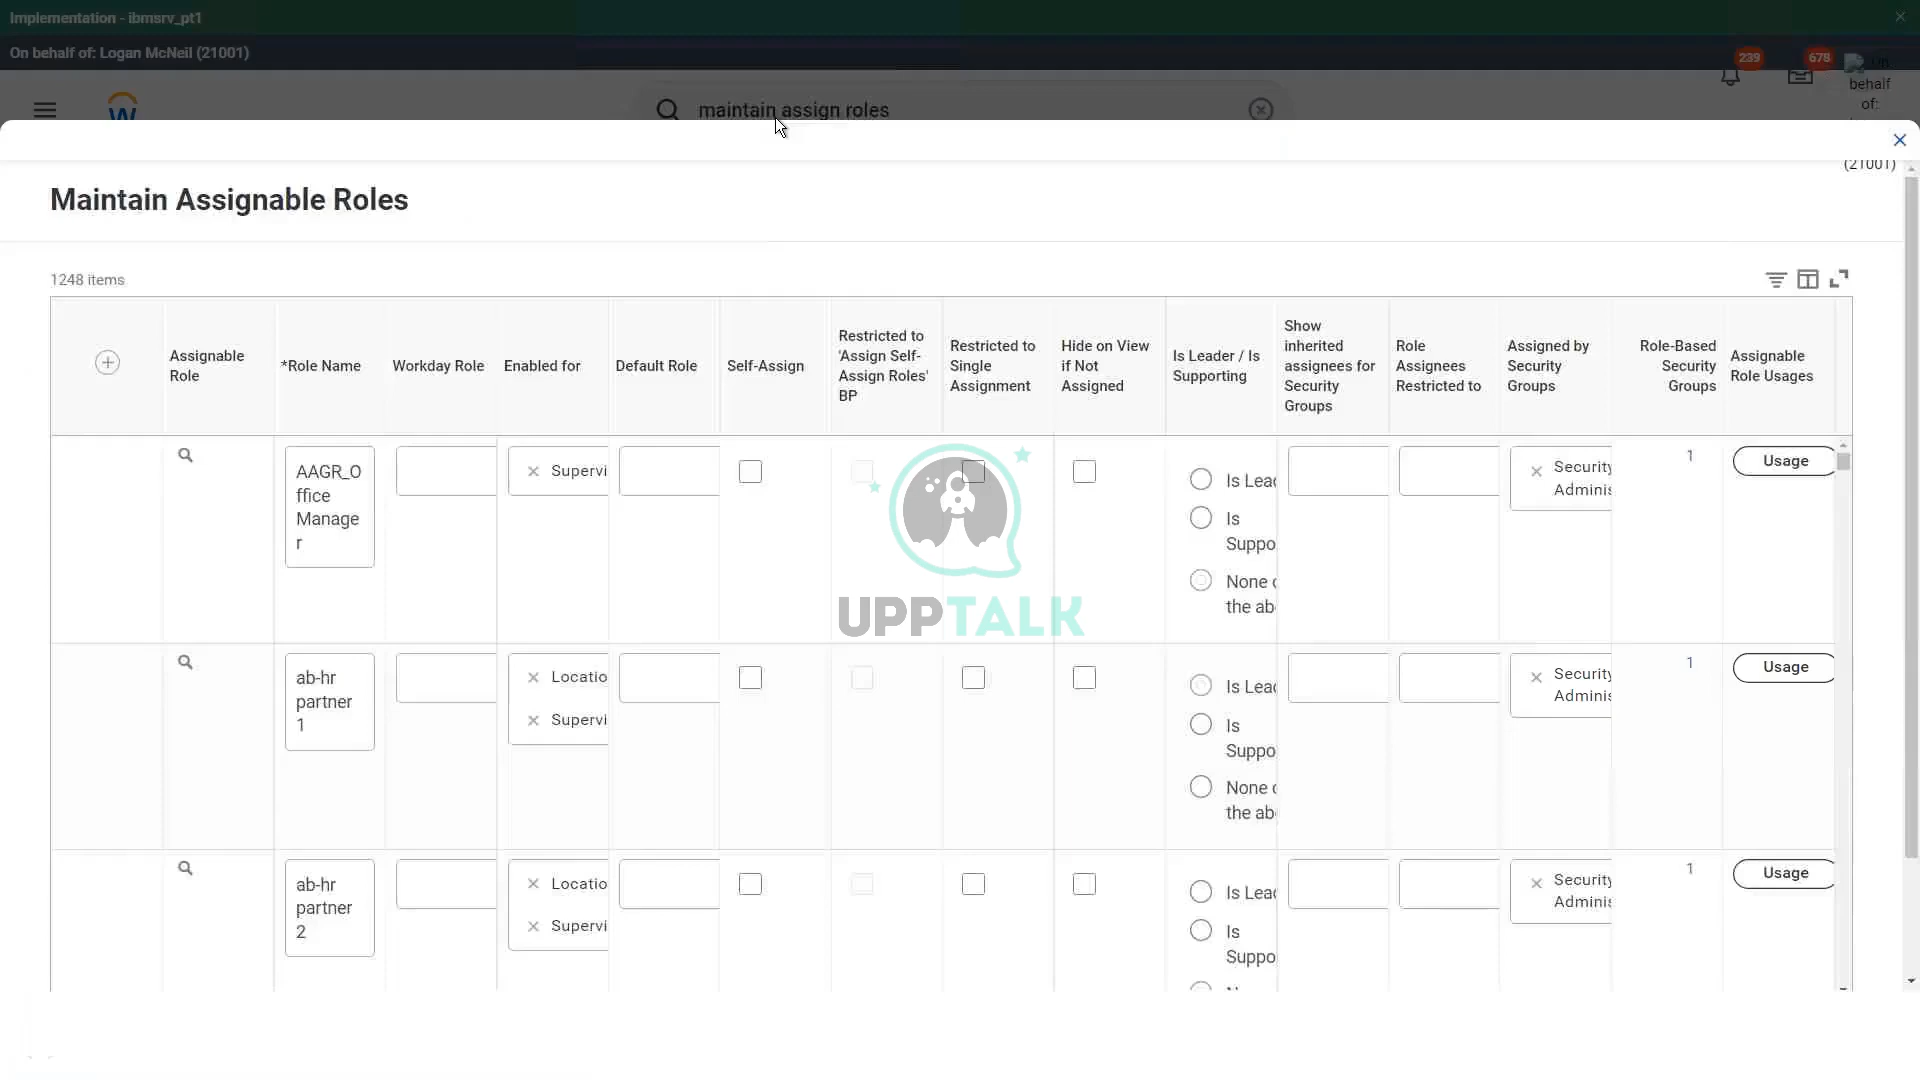 Implementation - ibmsrv_pt1
On behalf of: Logan McNeil (21001)
239
678
On
behalf
of:
(21001)
W
maintain assign roles
Maintain Assignable Roles
1248 items
Assignable
Role
*Role Name
Workday Role
Enabled for
Default Role
Self-Assign
Restricted to
'Assign Self-
Assign Roles'
BP
Restricted to
Single
Assignment
Hide on View
if Not
Assigned
Is Leader / Is
Supporting
Show
inherited
assignees for
Security
Groups
Role
Assignees
Restricted to
Assigned by
Security
Groups
Role-Based
Security
Groups
Assignable
Role Usages
AAGR_O
ffice
Manage
r
Supervi
Is Lead
Is
Suppo
None o
the ab
Security
Adminis
1
Usage
UPPTALK
ab-hr
partner
1
Locatio
Supervi
Is Lead
Is
Suppo
None o
the ab
Security
Adminis
1
Usage
ab-hr
partner
2
Locatio
Supervi
Is Lead
Is
Suppo
Security
Adminis
1
Usage